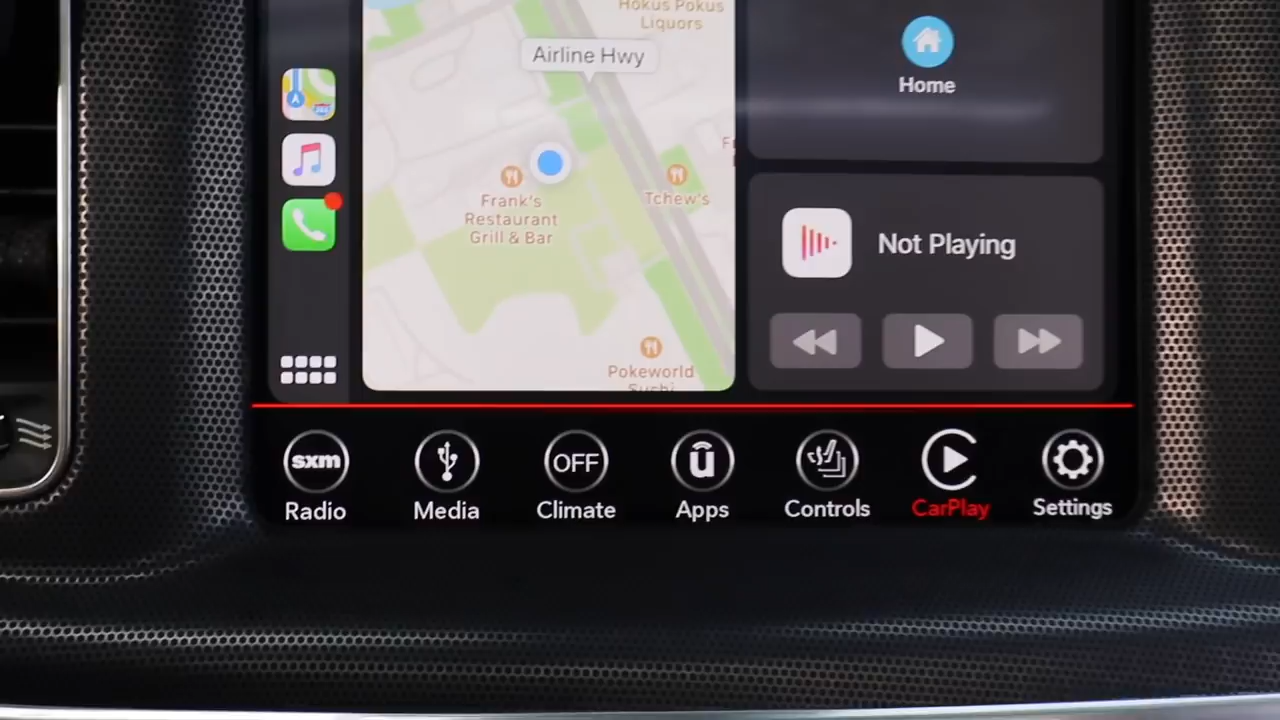 Hokus Pokus
Liquors
Airline Hwy
Home
Frank's
Restaurant
Grill & Bar
Tchew's
Not Playing
Pokeworld
Sushi
sxm
OFF
Radio
Media
Climate
Apps
Controls
CarPlay
Settings